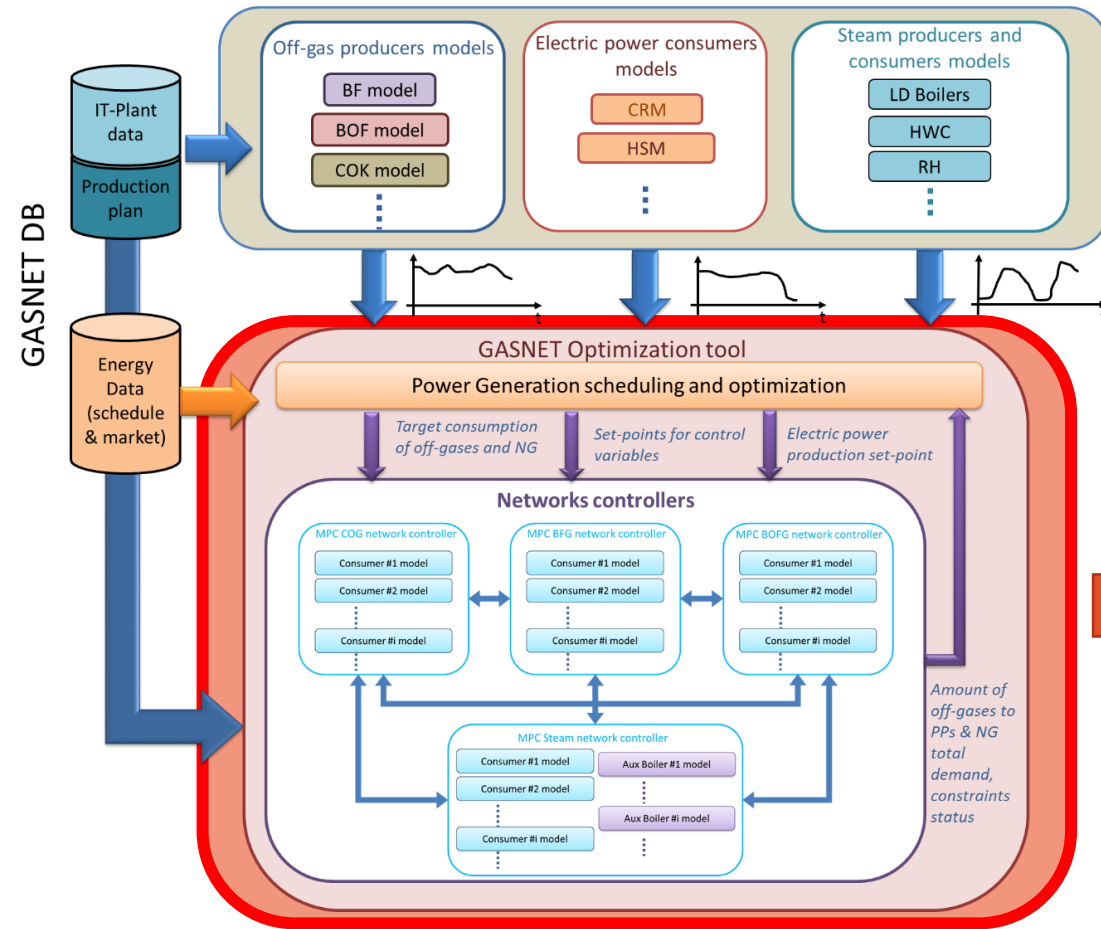 GASNET DB
IT-Plant
data
Production
plan
Energy
Data
(schedule
& market)
Off-gas producers models
BF model
BOF model
COK model
Electric power consumers
models
CRM
HSM
Steam producers and
consumers models
LD Boilers
HWC
RH
t
t
GASNET Optimization tool
Power Generation scheduling and optimization
Target consumption
of off-gases and NG
Set-points for control
variables
Electric power
production set-point
Networks controllers
MPC COG network controller
Consumer #1 model
Consumer #2 model
Consumer #i model
MPC BFG network controller
Consumer #1 model
Consumer #2 model
Consumer #i model
MPC BOFG network controller
Consumer #1 model
Consumer #2 model
Consumer #i model
MPC Steam network controller
Consumer #1 model
Consumer #2 model
Consumer #i model
Aux Boiler #1 model
Aux Boiler #i model
Amount of
off-gases to
PPs & NG
total
demand,
constraints
status